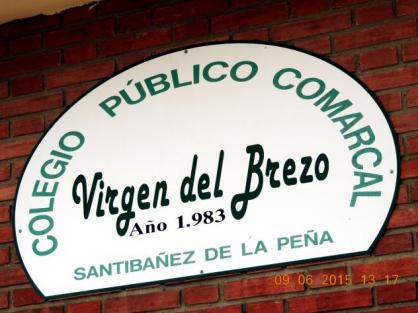 COLEGIO PÚBLICO COMARCAL
Virgen del Brezo
Año 1.983
SANTIBAÑEZ DE LA PEÑA
09.06.2015 13:17